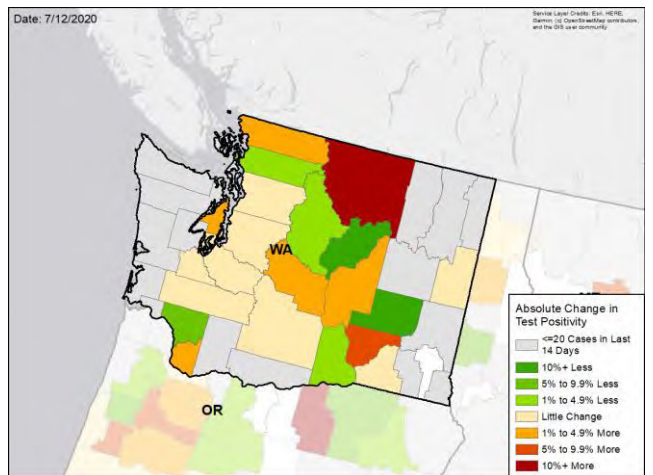 Date: 7/12/2020
Service Layer Credits: Esri, HERE,
Garmin, (c) OpenStreetMap contributors,
and the GIS user community
WA
OR
Absolute Change in
Test Positivity
<=20 Cases in Last
14 Days
10%+ Less
5% to 9.9% Less
1% to 4.9% Less
Little Change
1% to 4.9% More
5% to 9.9% More
10%+ More